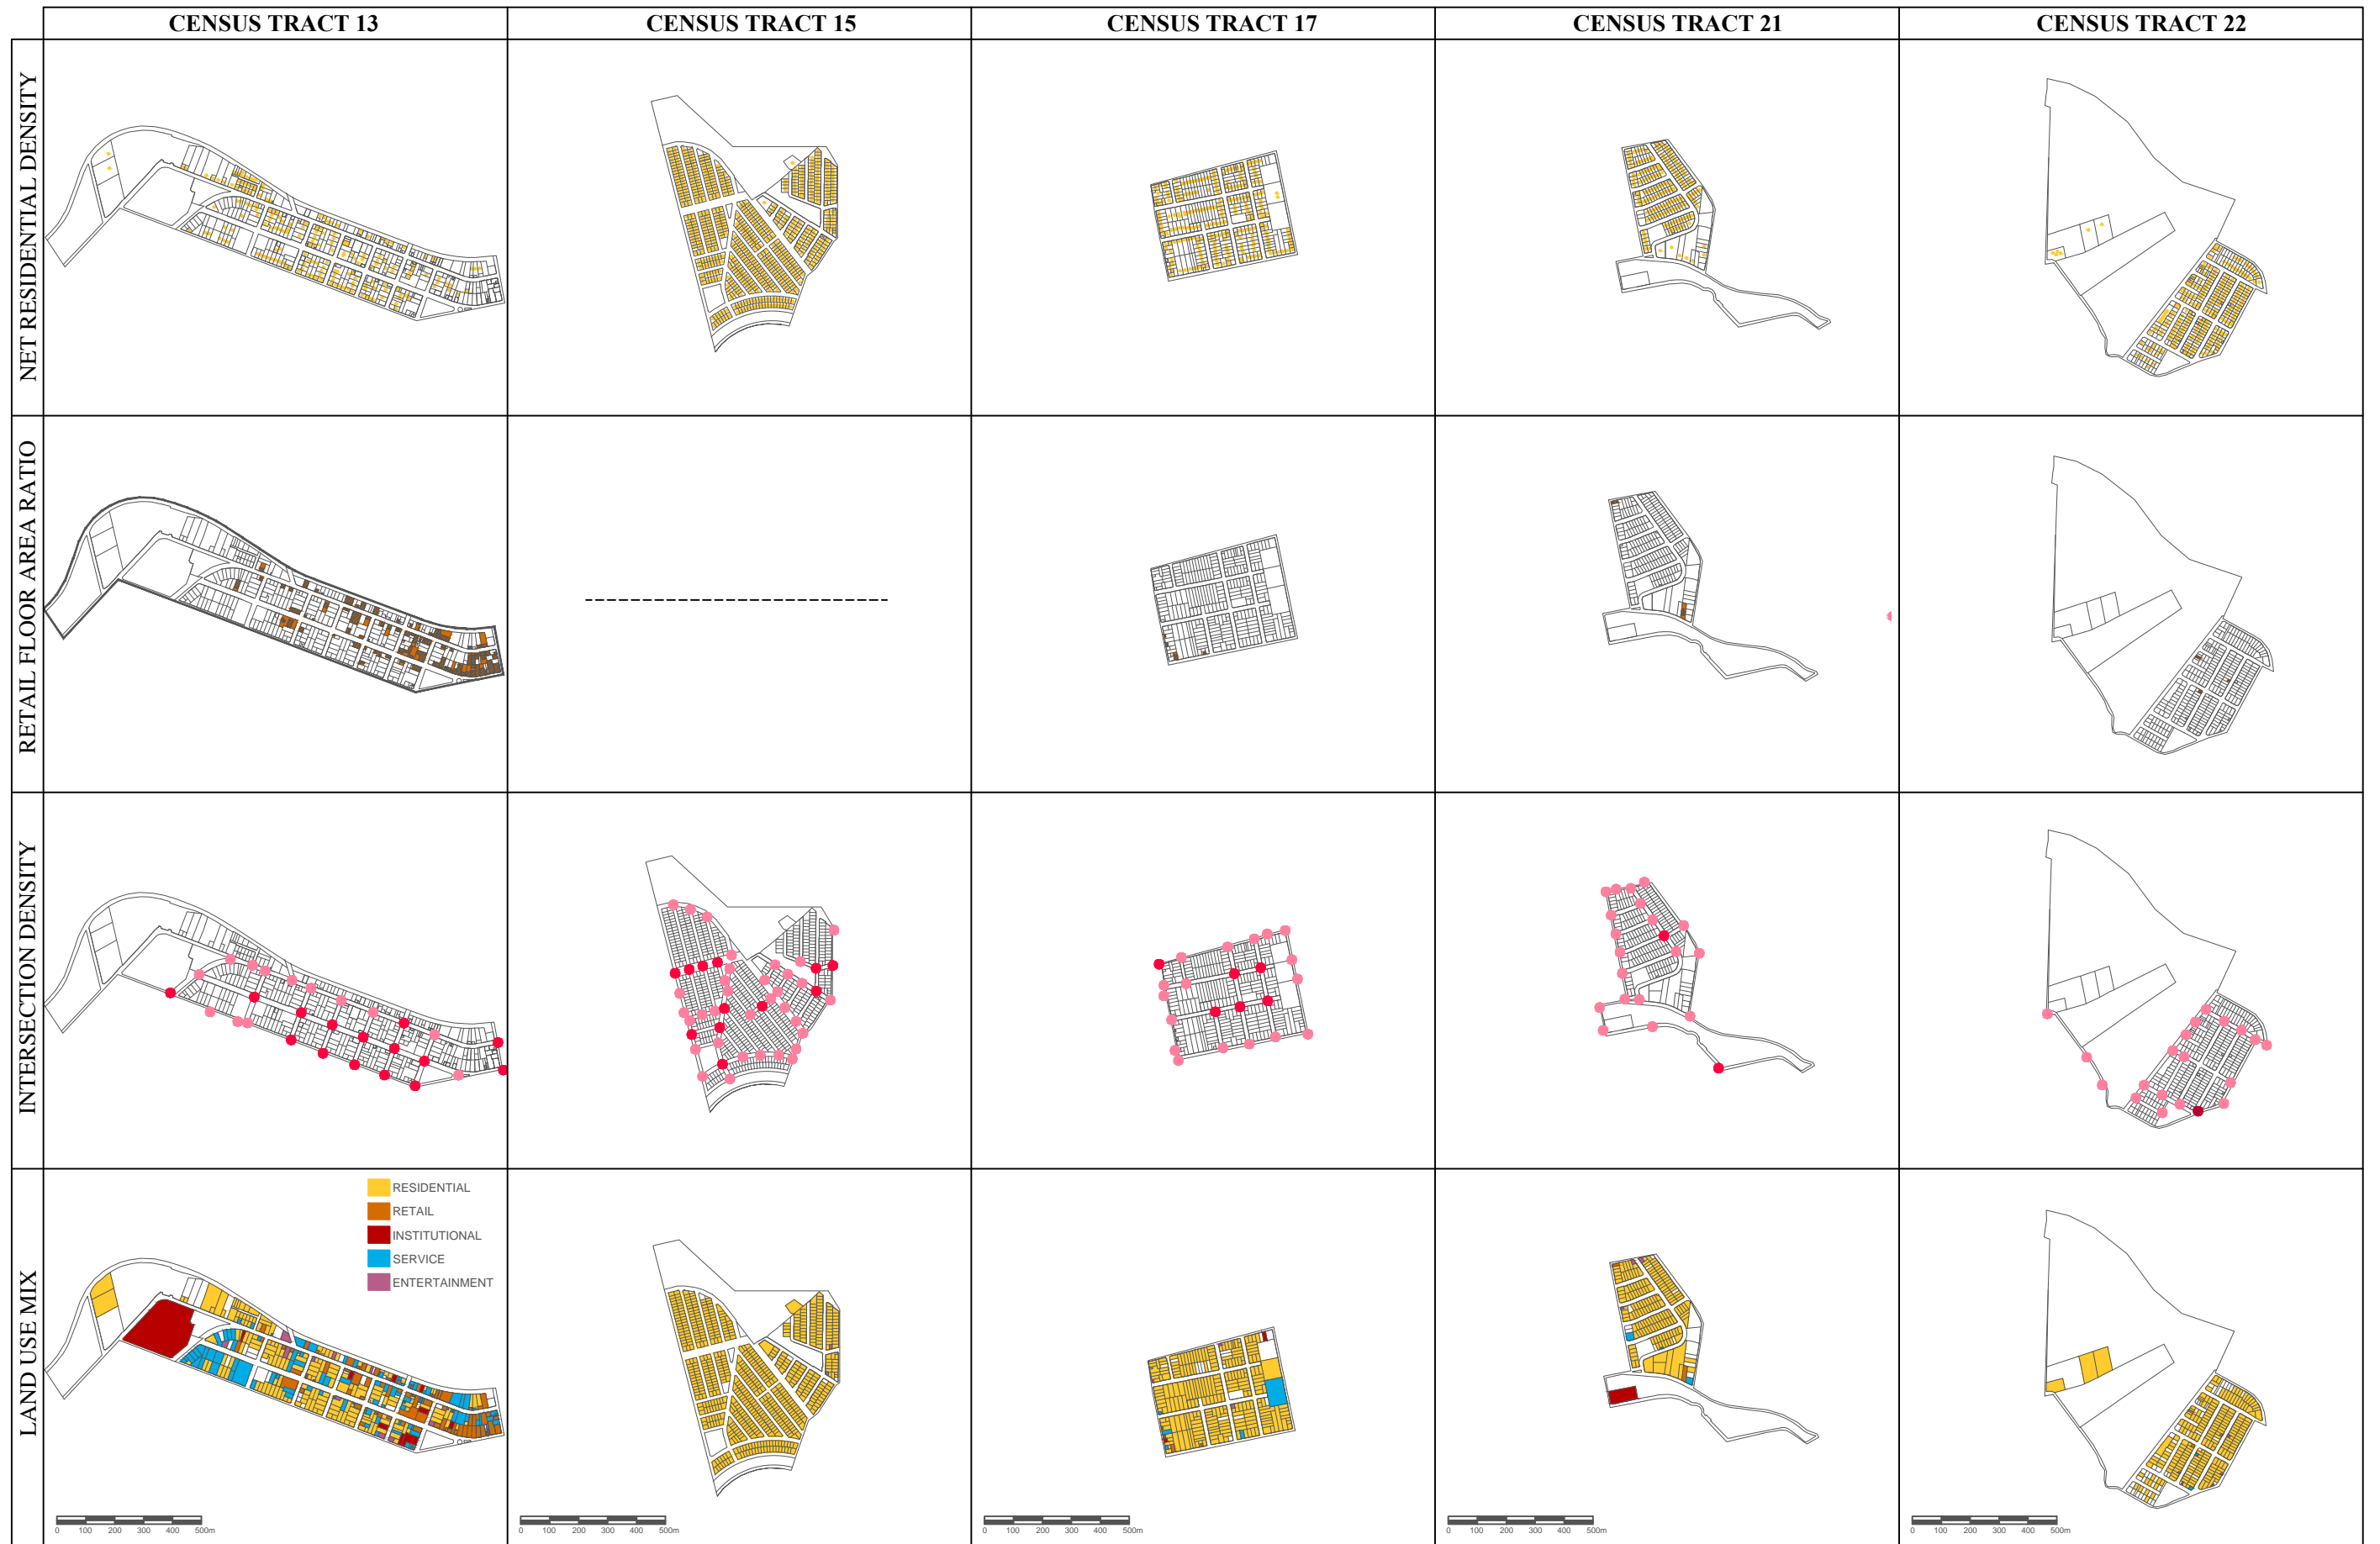 CENSUS TRACT 13
CENSUS TRACT 15
CENSUS TRACT 17
CENSUS TRACT 21
CENSUS TRACT 22
NET RESIDENTIAL DENSITY
RETAIL FLOOR AREA RATIO
INTERSECTION DENSITY
LAND USE MIX
RESIDENTIAL
RETAIL
INSTITUTIONAL
SERVICE
ENTERTAINMENT
0 100 200 300 400 500m
0 100 200 300 400 500m
0 100 200 300 400 500m
0 100 200 300 400 500m
0 100 200 300 400 500m